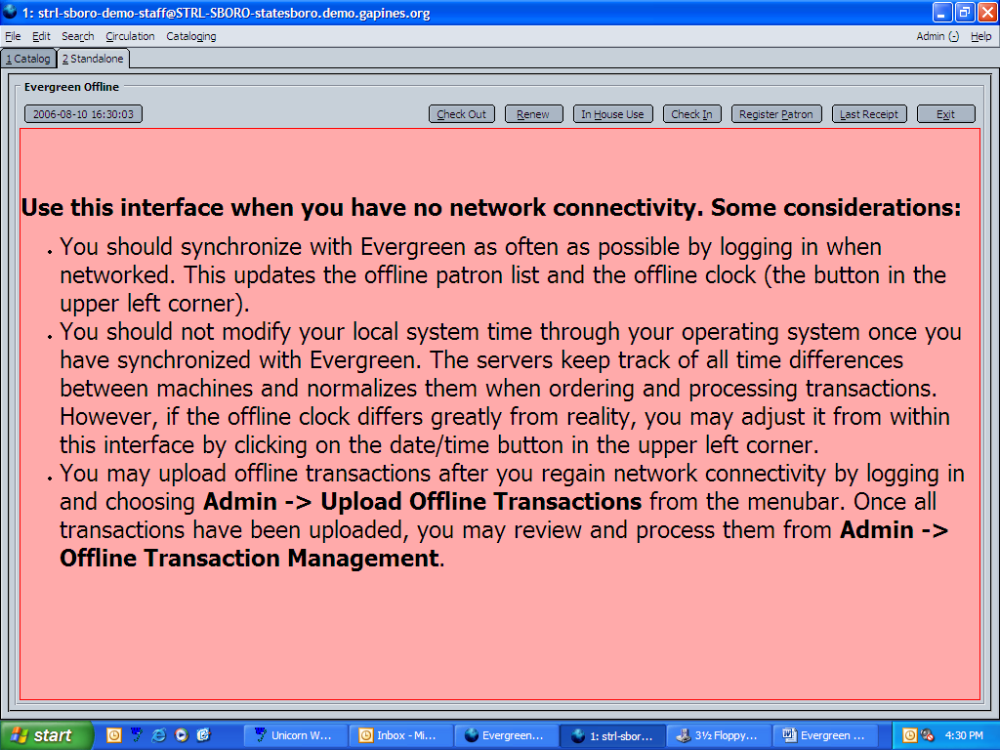 1: strl-sboro-demo-staff@STRL-SBORO-statesboro.demo.gapines.org
File Edit Search Circulation Cataloging Admin (-) Help
1 Catalog 2 Standalone
Evergreen Offline
2006-08-10 16:30:03 Check Out Renew In House Use Check In Register Patron Last Receipt Exit
Use this interface when you have no network connectivity. Some considerations:
• You should synchronize with Evergreen as often as possible by logging in when
networked. This updates the offline patron list and the offline clock (the button in the
upper left corner).
• You should not modify your local system time through your operating system once you
have synchronized with Evergreen. The servers keep track of all time differences
between machines and normalizes them when ordering and processing transactions.
However, if the offline clock differs greatly from reality, you may adjust it from within
this interface by clicking on the date/time button in the upper left corner.
• You may upload offline transactions after you regain network connectivity by logging in
and choosing Admin -> Upload Offline Transactions from the menubar. Once all
transactions have been uploaded, you may review and process them from Admin ->
Offline Transaction Management.
start Unicorn W... Inbox - Mi... Evergreen... 1: strl-sbor... 3½ Floppy... Evergreen ... 4:30 PM